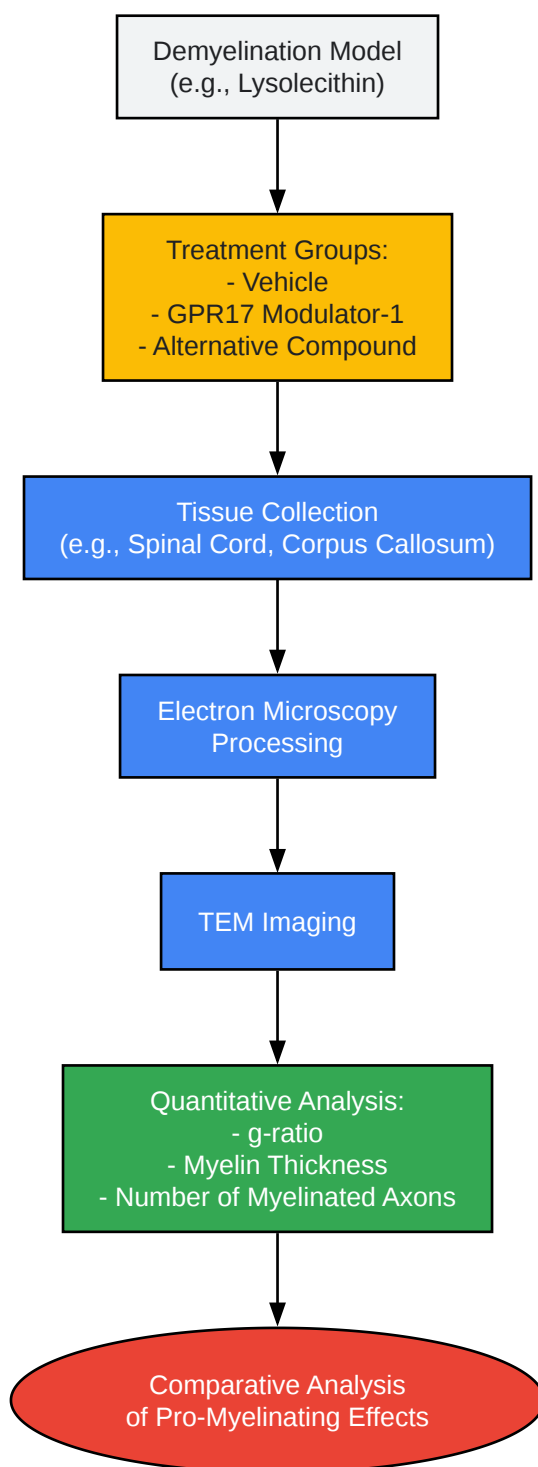 Demyelination Model
(e.g., Lysolecithin)
Treatment Groups:
- Vehicle
- GPR17 Modulator-1
- Alternative Compound
Tissue Collection
(e.g., Spinal Cord, Corpus Callosum)
Electron Microscopy
Processing
TEM Imaging
Quantitative Analysis:
- g-ratio
- Myelin Thickness
- Number of Myelinated Axons
Comparative Analysis
of Pro-Myelinating Effects